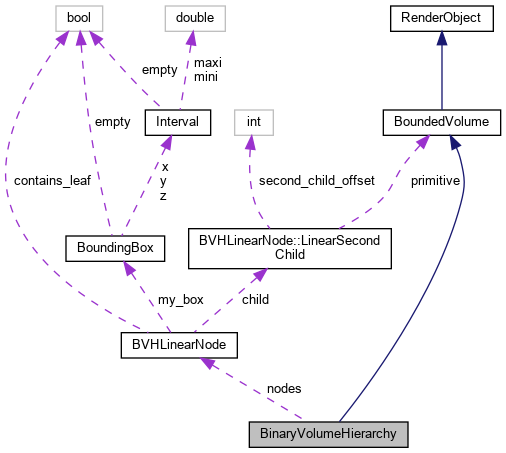 bool
double
RenderObject
empty
maxi
mini
Interval
int
BoundedVolume
empty
contains_leaf
x
y
z
second_child_offset
primitive
BoundingBox
BVHLinearNode::LinearSecond
Child
my_box
child
BVHLinearNode
nodes
BinaryVolumeHierarchy